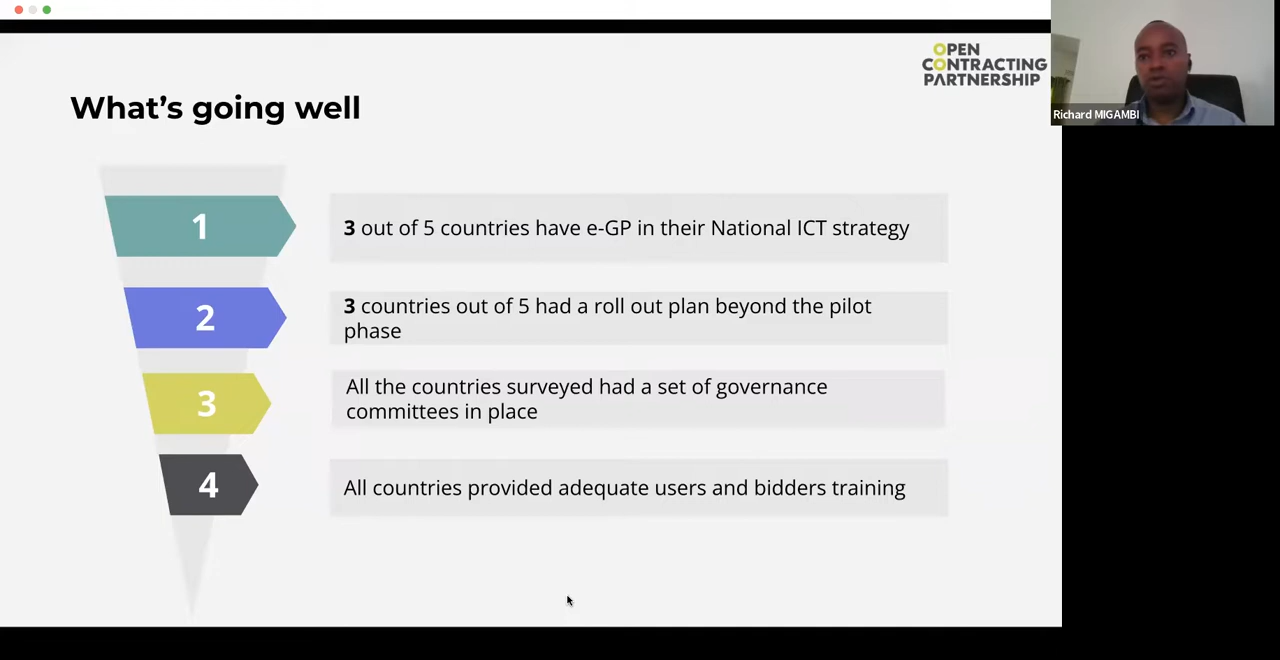 OPEN
CONTRACTING
PARTNERSHIP
Richard MIGAMBI
What's going well
1
3 out of 5 countries have e-GP in their National ICT strategy
2
3 countries out of 5 had a roll out plan beyond the pilot
phase
3
All the countries surveyed had a set of governance
committees in place
4
All countries provided adequate users and bidders training